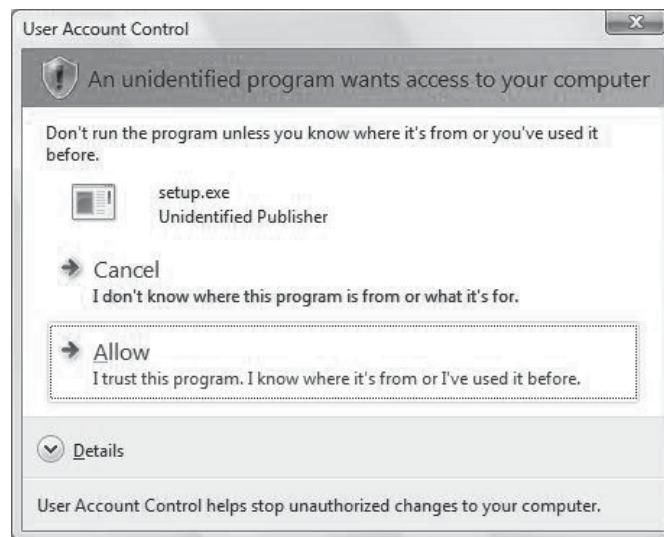 User Account Control
An unidentified program wants access to your computer
Don't run the program unless you know where it's from or you've used it
before.
setup.exe
Unidentified Publisher
Cancel
I don't know where this program is from or what it's for.
Allow
I trust this program. I know where it's from or I've used it before.
Details
User Account Control helps stop unauthorized changes to your computer.